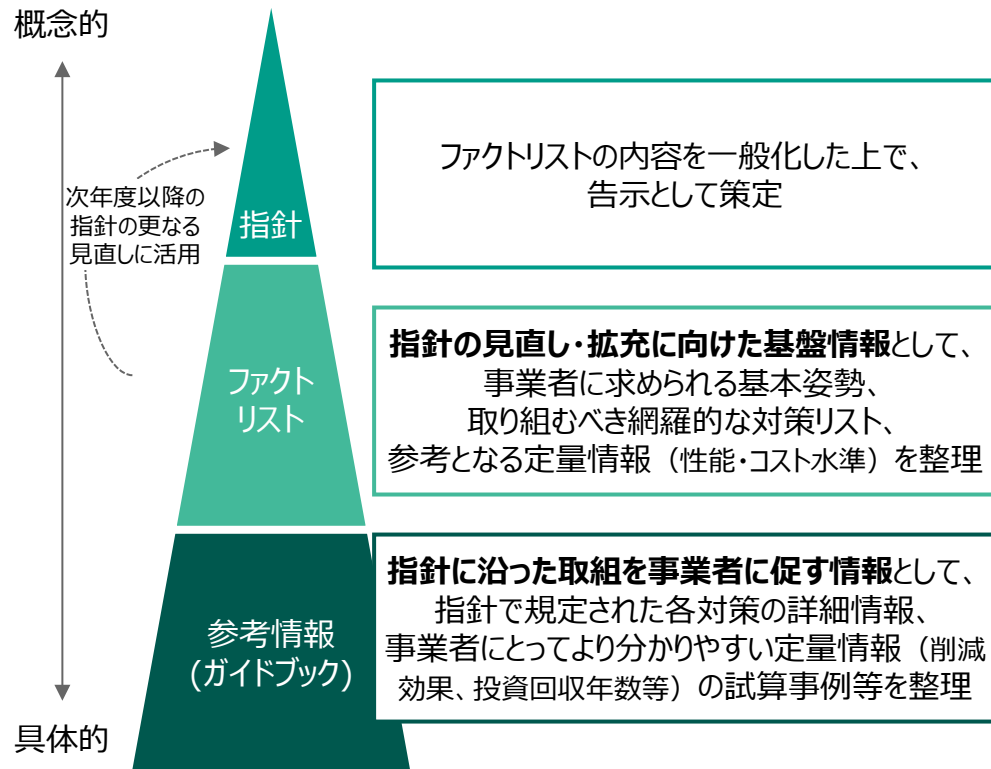 概念的
ファクトリストの内容を一般化した上で、
告示として策定
次年度以降の
指針の更なる
見直しに活用
指針
指針の見直し・拡充に向けた基盤情報として、
事業者に求められる基本姿勢、
取り組むべき網羅的な対策リスト、
参考となる定量情報（性能・コスト水準）を整理
ファクト
リスト
指針に沿った取組を事業者に促す情報として、
指針で規定された各対策の詳細情報、
事業者にとってより分かりやすい定量情報（削減
効果、投資回収年数等）の試算事例等を整理
参考情報
(ガイドブック)
具体的